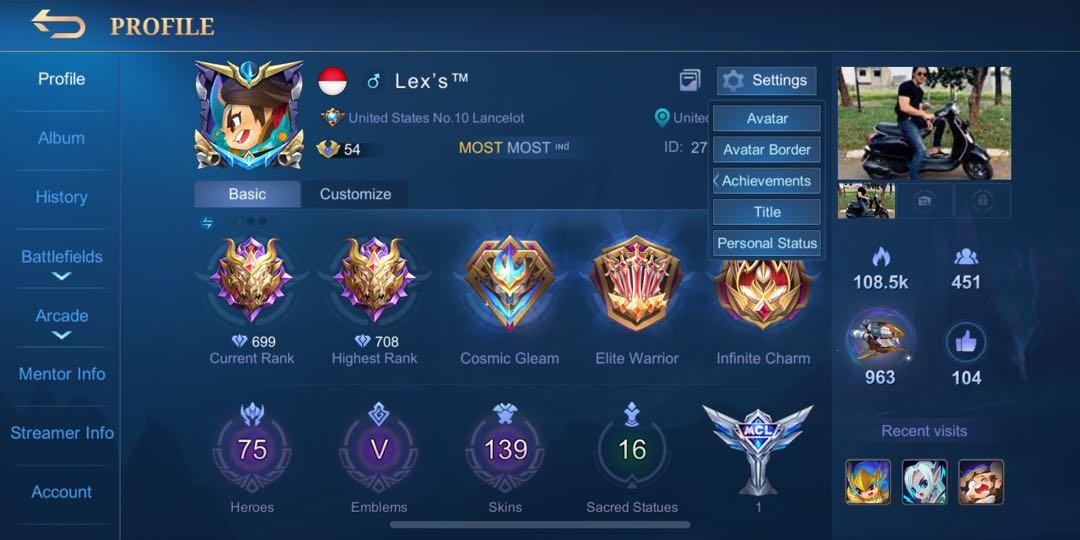 PROFILE
Profile
Album
History
Battlefields
Arcade
Mentor Info
Streamer Info
Account
Lex's™
United States No.10 Lancelot
54
MOST MOST IND
ID: 27
Settings
Avatar
Avatar Border
Achievements
Title
Personal Status
Basic
Customize
699
Current Rank
708
Highest Rank
Cosmic Gleam
Elite Warrior
Infinite Charm
75
Heroes
V
Emblems
139
Skins
16
Sacred Statues
MCL
1
108.5k
451
963
104
Recent visits